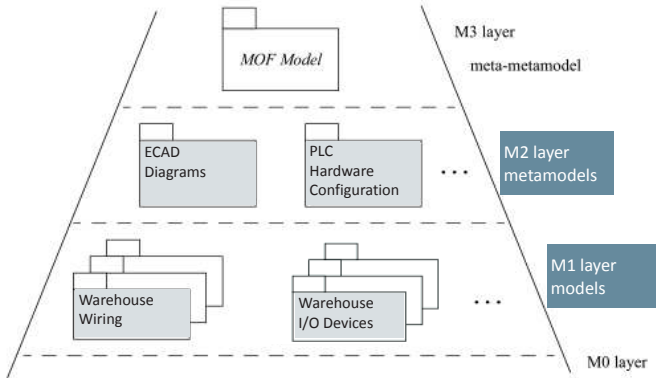 M3 layer
MOF Model
meta-metamodel
ECAD
Diagrams
PLC
Hardware
Configuration
...
M2 layer
metamodels
Warehouse
Wiring
Warehouse
I/O Devices
...
M1 layer
models
M0 layer